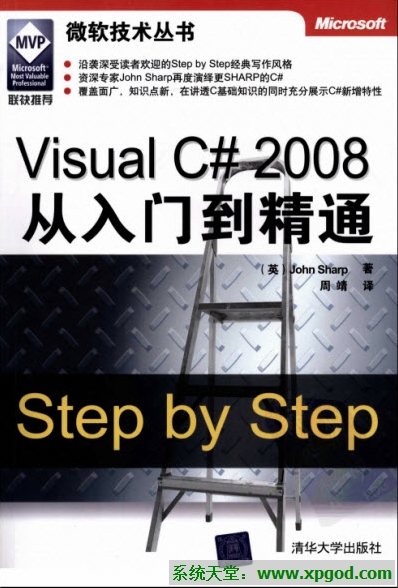 MVP
Microsoft®
Most Valuable
Professional
联袂推荐
微软技术丛书
Microsoft
• 沿袭深受读者欢迎的Step by Step经典写作风格
• 资深专家John Sharp再度演绎更SHARP的C#
• 覆盖面广，知识点新，在讲透C基础知识的同时充分展示C#新增特性
Visual C# 2008
从入门到精通
（英）John Sharp 著
周 靖 译
Step by Step
清华大学出版社
系统天堂：www.xpgod.com